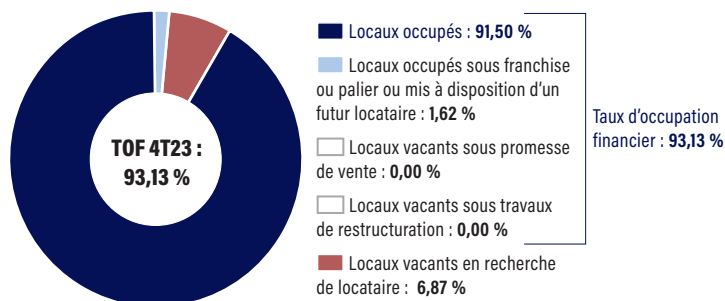 TOF 4T23 :
93,13 %
Locaux occupés : 91,50 %
Locaux occupés sous franchise
ou palier ou mis à disposition d'un
futur locataire : 1,62 %
Locaux vacants sous promesse
de vente : 0,00 %
Locaux vacants sous travaux
de restructuration : 0,00 %
Locaux vacants en recherche
de locataire : 6,87 %
Taux d'occupation
financier : 93,13 %